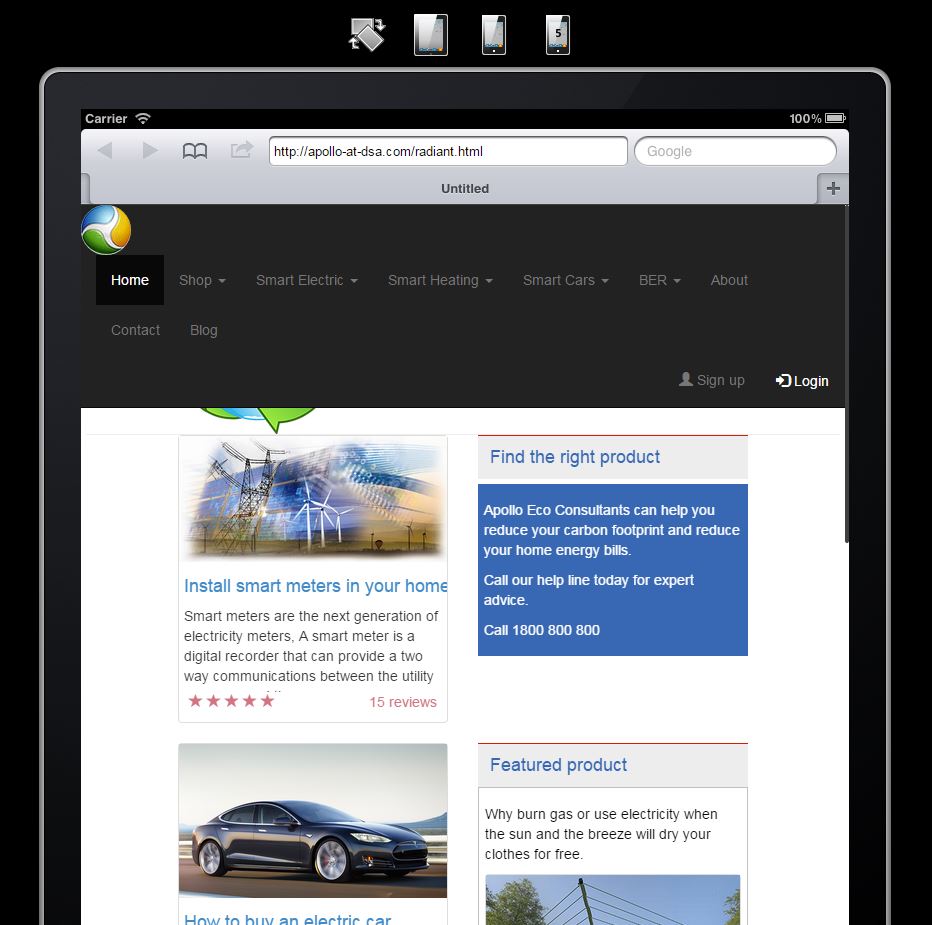 5
Carrier
100%
http://apollo-at-dsa.com/radiant.html
Google
Untitled
+
Home Shop Smart Electric Smart Heating Smart Cars BER About
Contact Blog
Sign up Login
Install smart meters in your home
Smart meters are the next generation of
electricity meters, A smart meter is a
digital recorder that can provide a two
way communications between the utility
15 reviews
Find the right product
Apollo Eco Consultants can help you
reduce your carbon footprint and reduce
your home energy bills.
Call our help line today for expert
advice.
Call 1800 800 800
How to buy an electric car
Featured product
Why burn gas or use electricity when
the sun and the breeze will dry your
clothes for free.